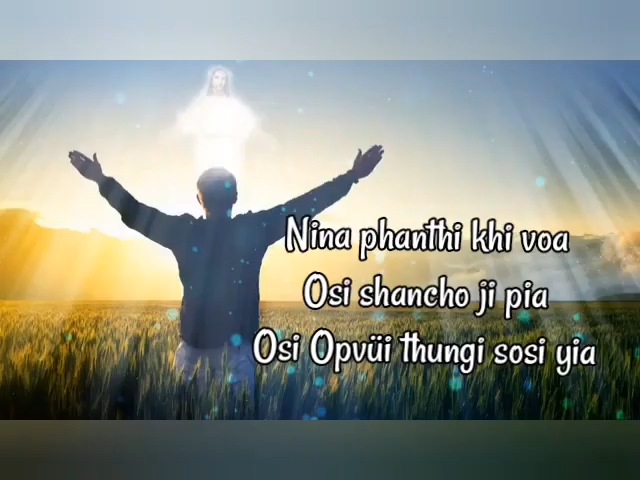 Nina phanthi khi voa
Osi shancho ji pia
Osi Opvüi thungi sosi yia